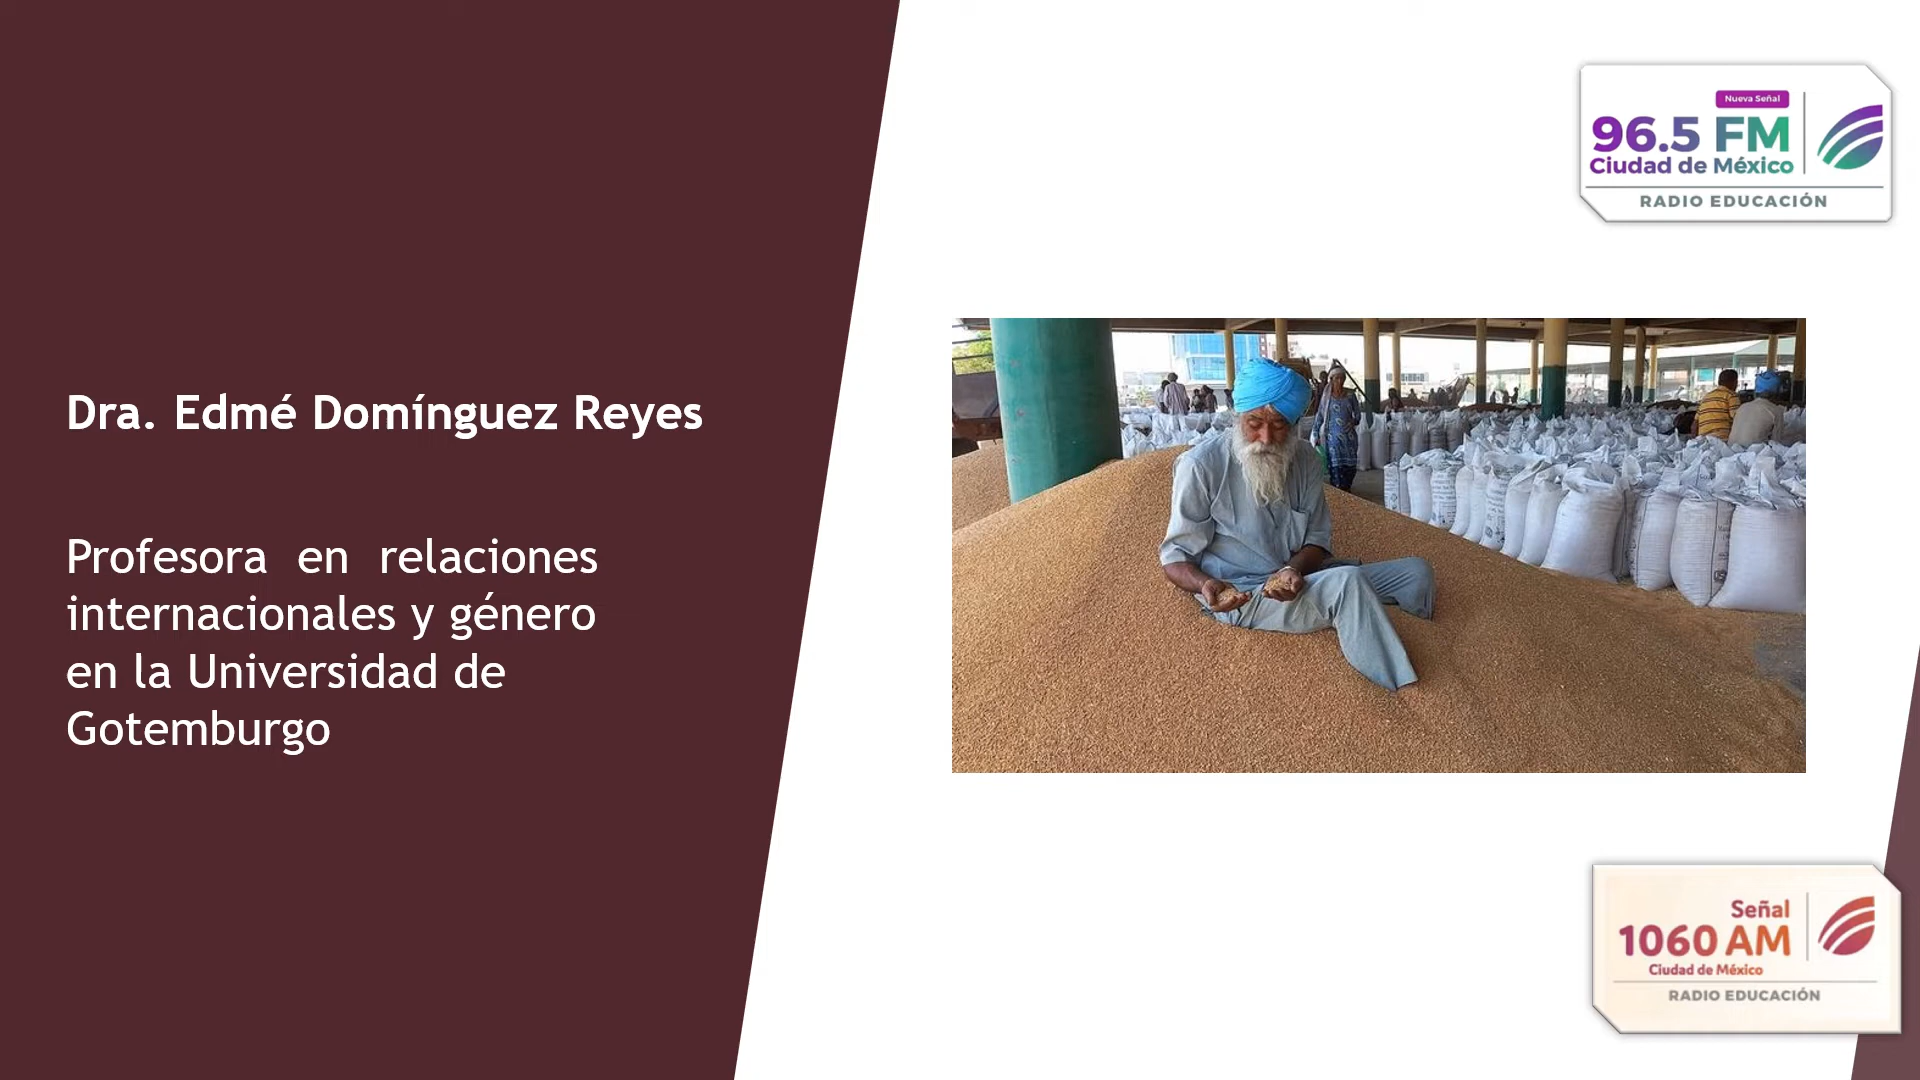 Dra. Edmé Domínguez Reyes
Profesora en relaciones
internacionales y género
en la Universidad de
Gotemburgo
Nueva Señal
96.5 FM
Ciudad de México
RADIO EDUCACIÓN
Señal
1060 AM
Ciudad de México
RADIO EDUCACIÓN